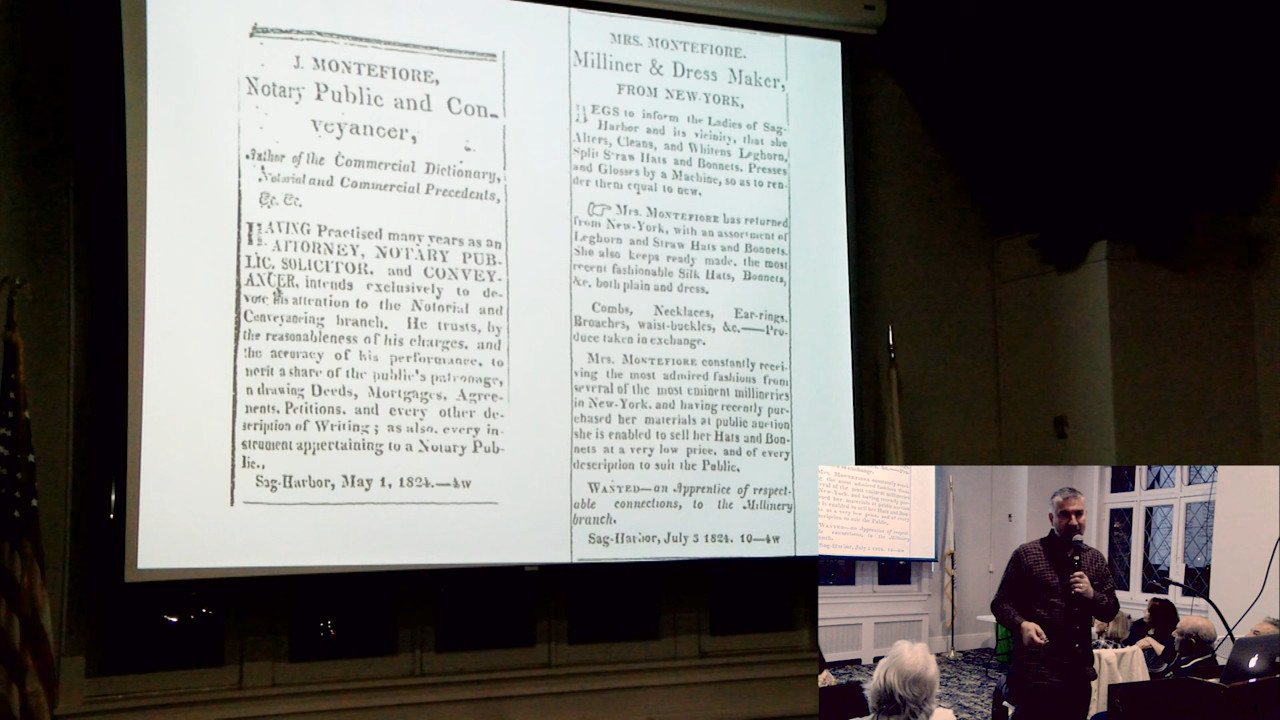 J. MONTEFIORE,
Notary Public and Con-
veyancer,
Author of the Commercial Dictionary,
Notarial and Commercial Precedents,
&c. &c.
HAVING Practised many years as an
ATTORNEY, NOTARY PUB-
LIC, SOLICITOR, and CONVEY-
ANCER, intends exclusively to de-
vote his attention to the Notorial and
Conveyancing branch. He trusts, by
the reasonableness of his charges, and
the accuracy of his performance, to
merit a share of the public's patronage,
n drawing Deeds, Mortgages, Agree-
ments, Petitions, and every other de-
scription of Writing; as also, every in-
strument appertaining to a Notary Pub-
lic.,
Sag-Harbor, May 1, 1824.—4w
MRS. MONTEFIORE.
Milliner & Dress Maker,
FROM NEW-YORK,
BEGS to inform the Ladies of Sag-
Harbor and its vicinity, that she
Alters, Cleans, and Whitens Leghorn,
Split Straw Hats and Bonnets. Presses
and Glosses by a Machine, so as to ren-
der them equal to new.
☞ Mrs. MONTEFIORE has returned
from New-York, with an assortment of
Leghorn and Straw Hats and Bonnets.
She also keeps ready made, the most
recent fashionable Silk Hats, Bonnets,
&c. both plain and dress.
Combs, Necklaces, Ear-rings,
Broaches, waist-buckles, &c.—Pro-
duce taken in exchange.
Mrs. MONTEFIORE constantly recei-
ving the most admired fashions from
several of the most eminent millineries
in New-York, and having recently pur-
chased her materials at public auction
she is enabled to sell her Hats and Bon-
nets at a very low price, and of every
description to suit the Public.
WANTED—an Apprentice of respect-
able connections, to the Millinery
branch.
Sag-Harbor, July 3 1824. 10—4w